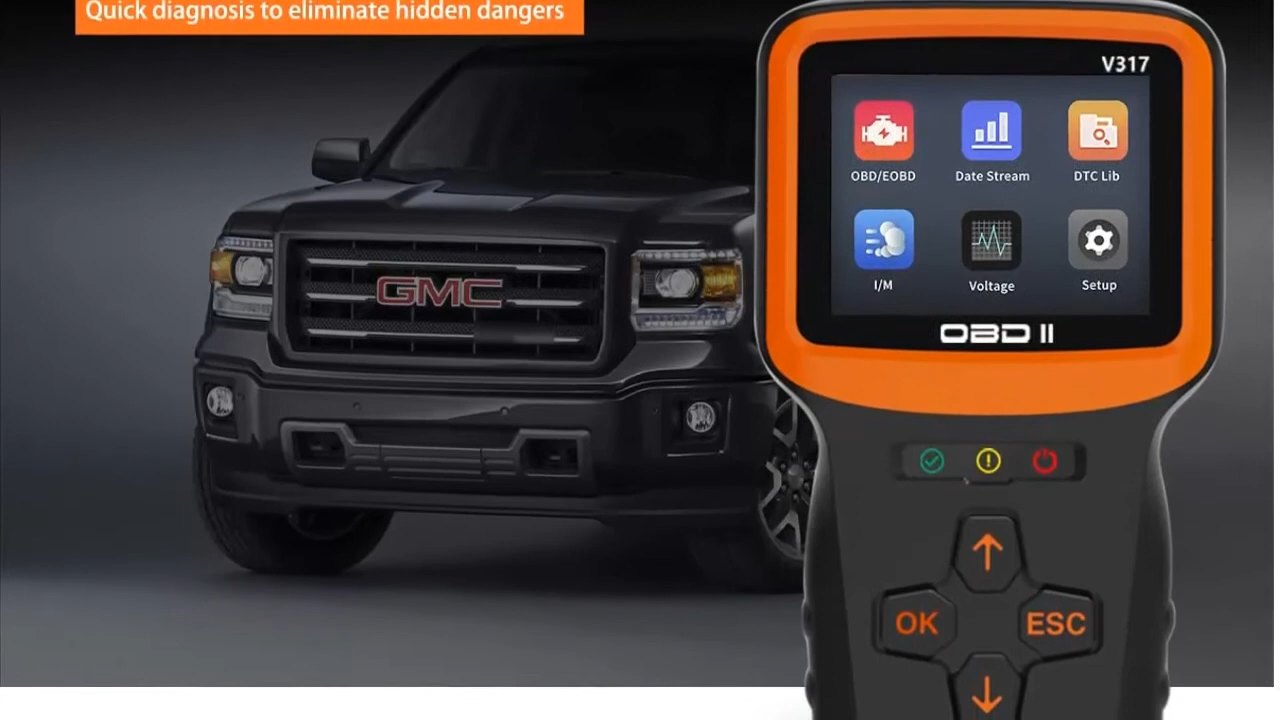 Quick diagnosis to eliminate hidden dangers
V317
OBD/EOBD
Date Stream
DTC Lib
I/M
Voltage
Setup
GMC
OBD II
OK
ESC